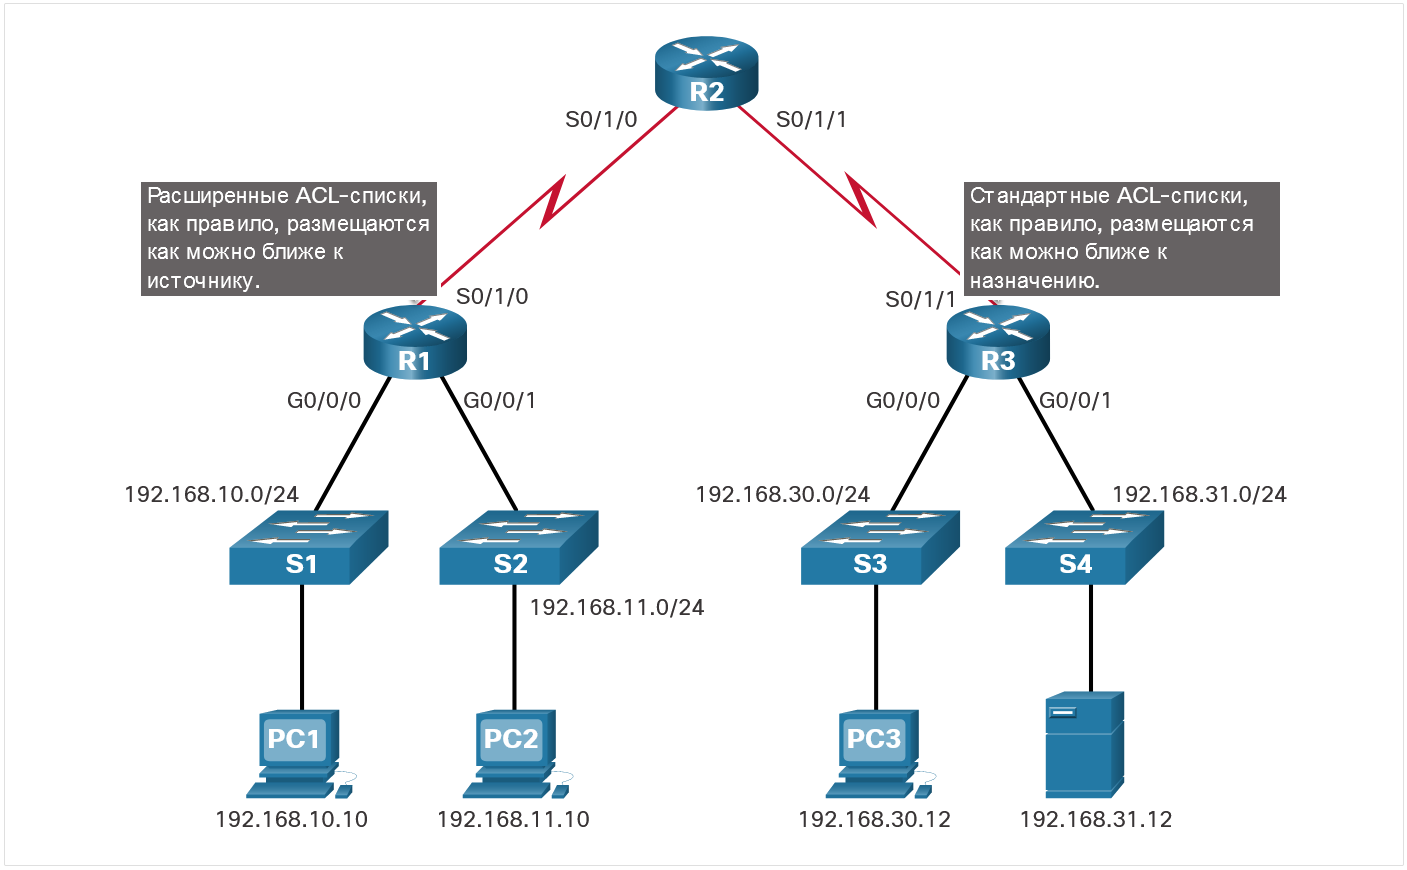 R2
S0/1/0
S0/1/1
Расширенные ACL-списки,
как правило, размещаются
как можно ближе к
источнику.
Стандартные ACL-списки,
как правило, размещаются
как можно ближе к
назначению.
S0/1/0
S0/1/1
R1
R3
G0/0/0
G0/0/1
G0/0/0
G0/0/1
192.168.10.0/24
192.168.30.0/24
192.168.31.0/24
S1
S2
S3
S4
192.168.11.0/24
PC1
PC2
PC3
192.168.10.10
192.168.11.10
192.168.30.12
192.168.31.12